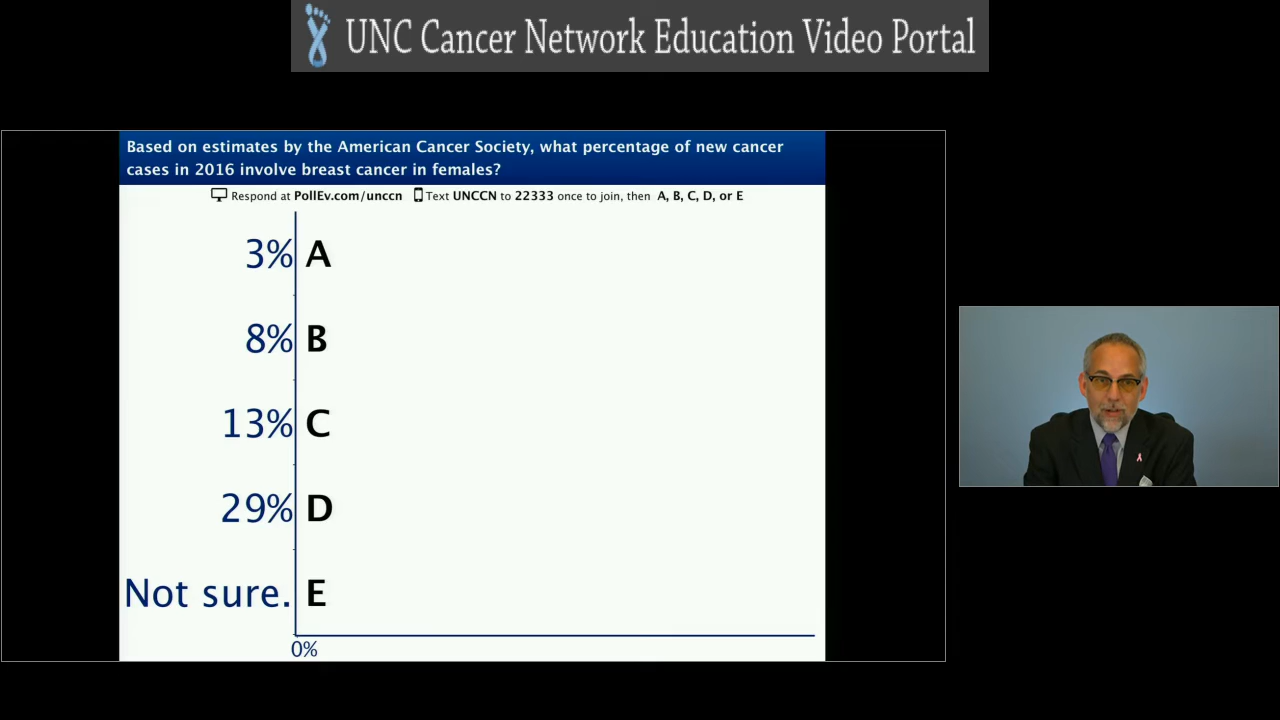 UNC Cancer Network Education Video Portal
Based on estimates by the American Cancer Society, what percentage of new cancer
cases in 2016 involve breast cancer in females?
Respond at PollEv.com/unccn Text UNCCN to 22333 once to join, then A, B, C, D, or E
3% A
8% B
13% C
29% D
Not sure. E
0%